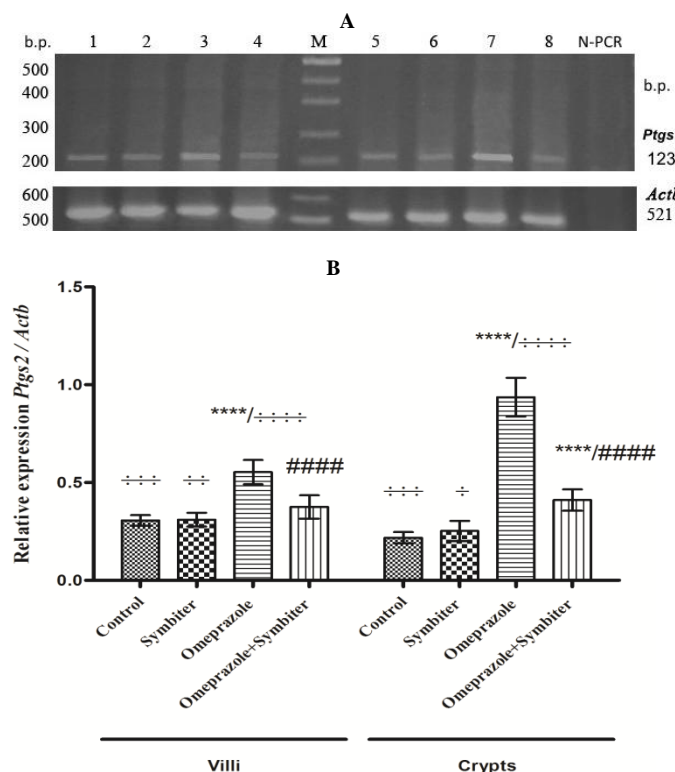 A
b.p. 1 2 3 4 M 5 6 7 8 N-PCR
500
400
300
200
b.p.
Ptgs
123
600
500
Actb
521
B
Relative expression Ptgs2 / Actb
1.5
1.0
0.5
0.0
****/÷÷÷÷
÷÷÷ ÷÷ ####
****/÷÷÷÷
÷÷÷ ÷ ****/####
Control
Symbiter
Omeprazole
Omeprazole+Symbiter
Control
Symbiter
Omeprazole
Omeprazole+Symbiter
Villi Crypts